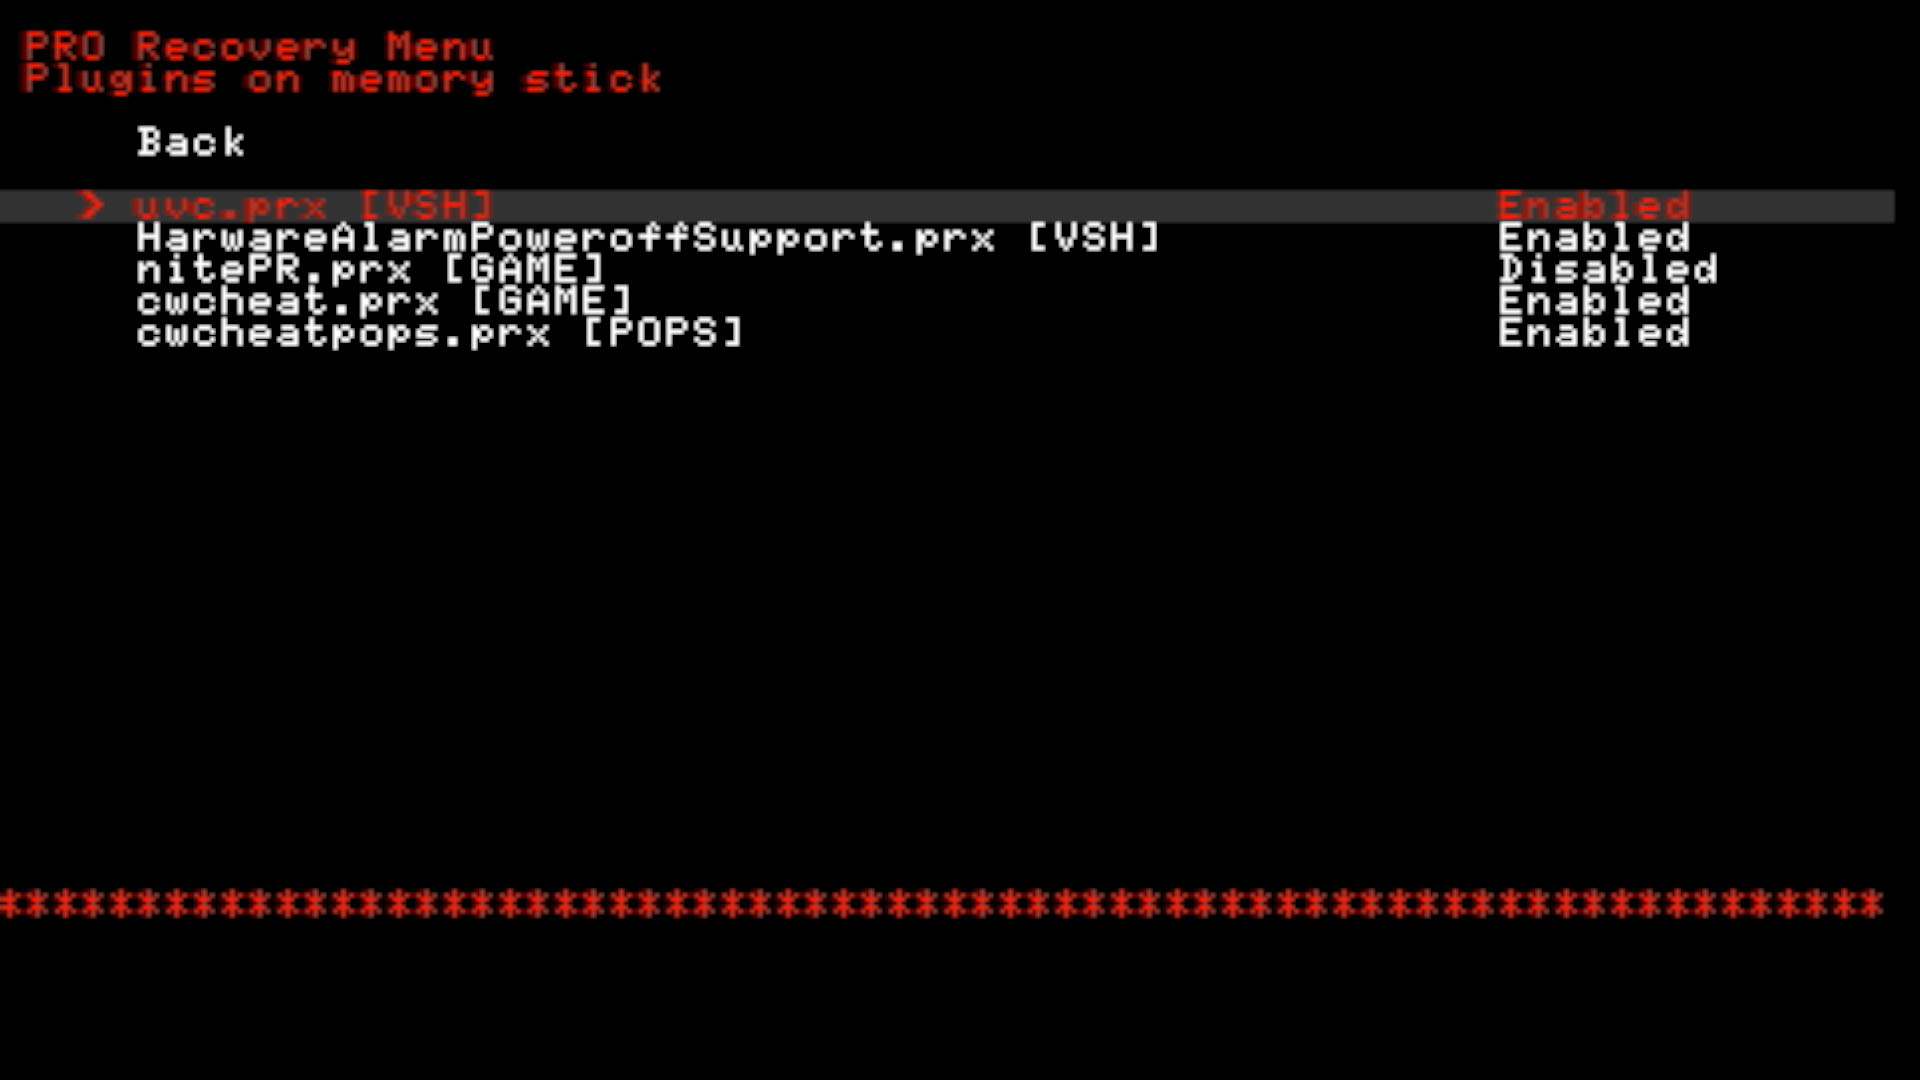 PRO Recovery Menu
Plugins on memory stick
Back
> uvc.prx [VSH] Enabled
HarwareAlarmPoweroffSupport.prx [VSH] Enabled
nitePR.prx [GAME] Disabled
cwcheat.prx [GAME] Enabled
cwcheatpops.prx [POPS] Enabled
********************************************************************